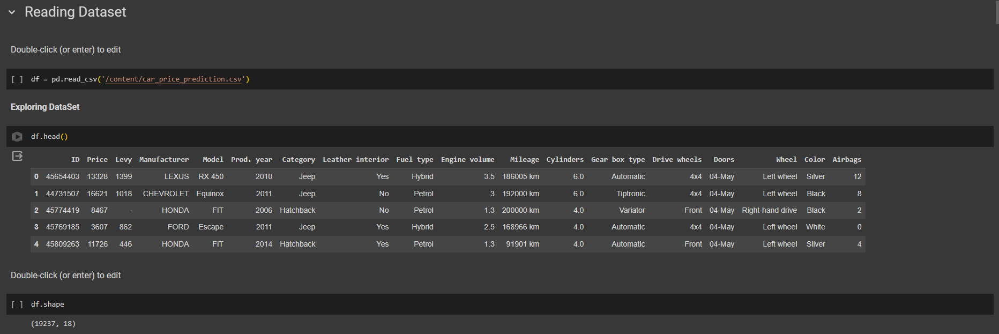 Reading Dataset
Double-click (or enter) to edit
[ ] df = pd.read_csv('/content/car_price_prediction.csv')
Exploring DataSet
df.head()
ID Price Levy Manufacturer Model Prod. year Category Leather interior Fuel type Engine volume Mileage Cylinders Gear box type Drive wheels Doors Wheel Color Airbags
0 45654403 13328 1399 LEXUS RX 450 2010 Jeep Yes Hybrid 3.5 186005 km 6.0 Automatic 4x4 04-May Left wheel Silver 12
1 44731507 16621 1018 CHEVROLET Equinox 2011 Jeep No Petrol 3 192000 km 6.0 Tiptronic 4x4 04-May Left wheel Black 8
2 45774419 8467 - HONDA FIT 2006 Hatchback No Petrol 1.3 200000 km 4.0 Variator Front 04-May Right-hand drive Black 2
3 45769185 3607 862 FORD Escape 2011 Jeep Yes Hybrid 2.5 168966 km 4.0 Automatic 4x4 04-May Left wheel White 0
4 45809263 11726 446 HONDA FIT 2014 Hatchback Yes Petrol 1.3 91901 km 4.0 Automatic Front 04-May Left wheel Silver 4
Double-click (or enter) to edit
[ ] df.shape
(19237, 18)